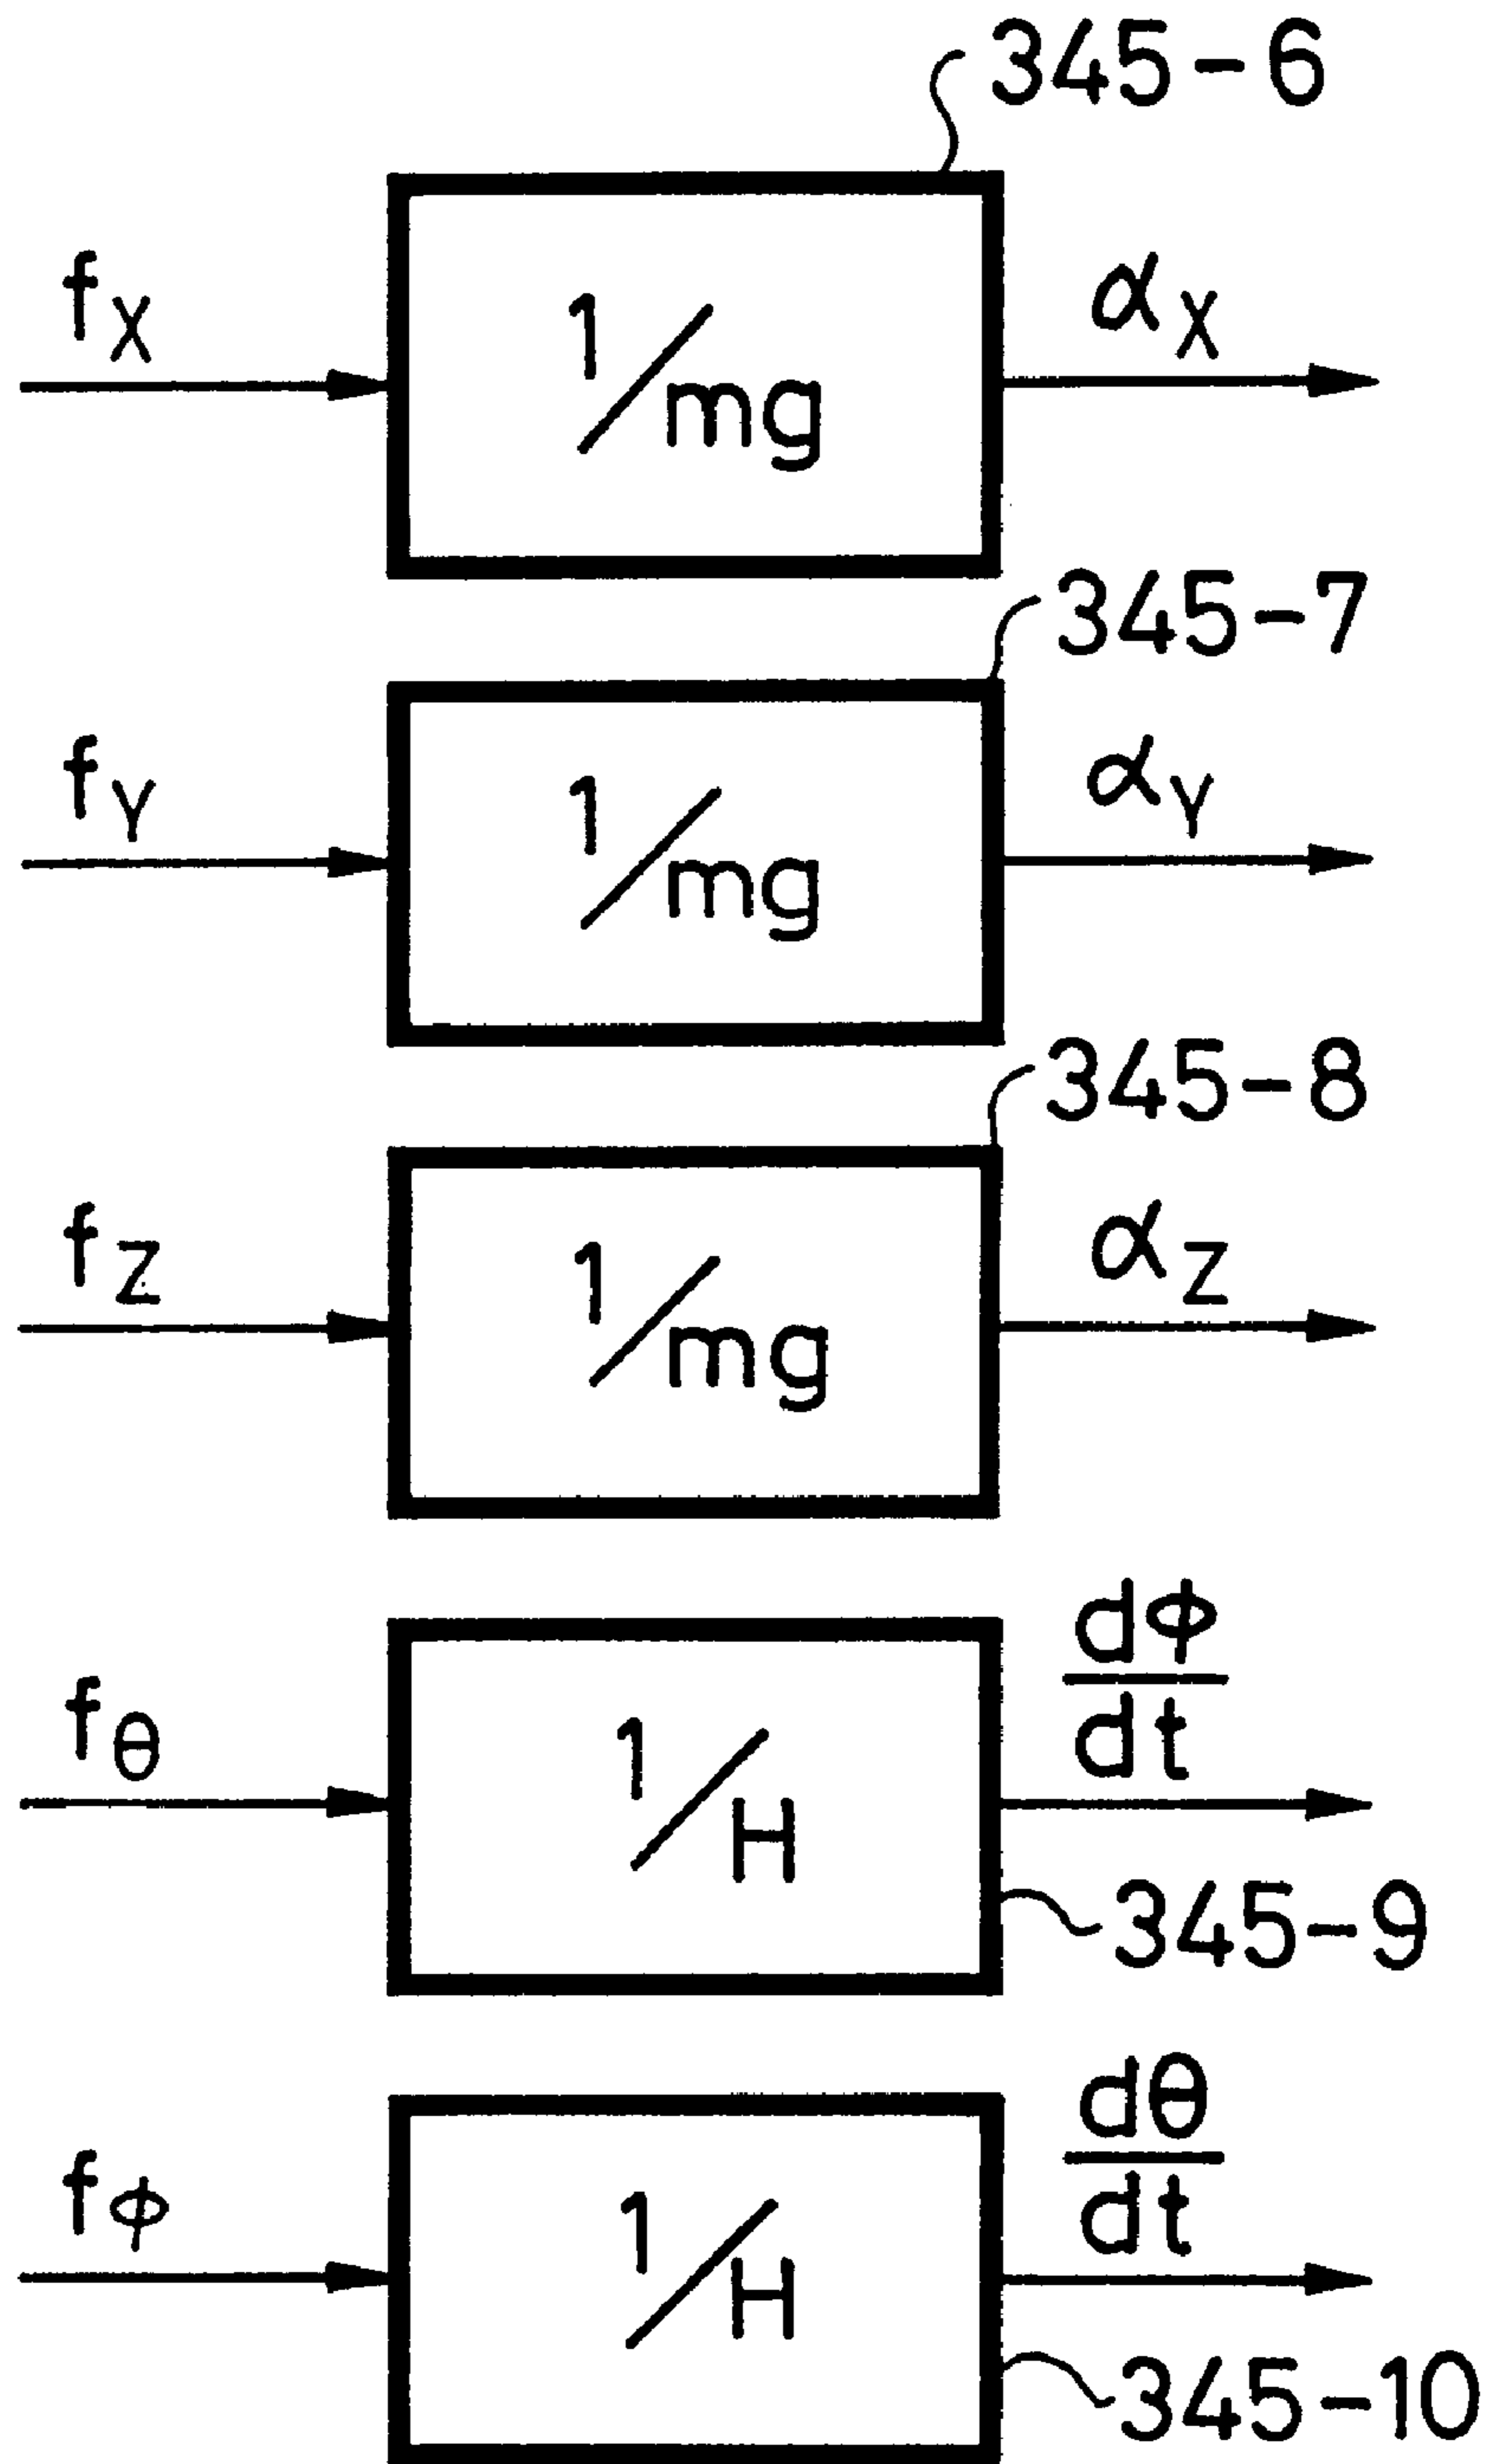 345-6
fX
1/mg
αX
345-7
fY
1/mg
αY
345-8
fZ
1/mg
αZ
fθ
1/H
dφ/dt
345-9
fφ
1/H
dθ/dt
345-10